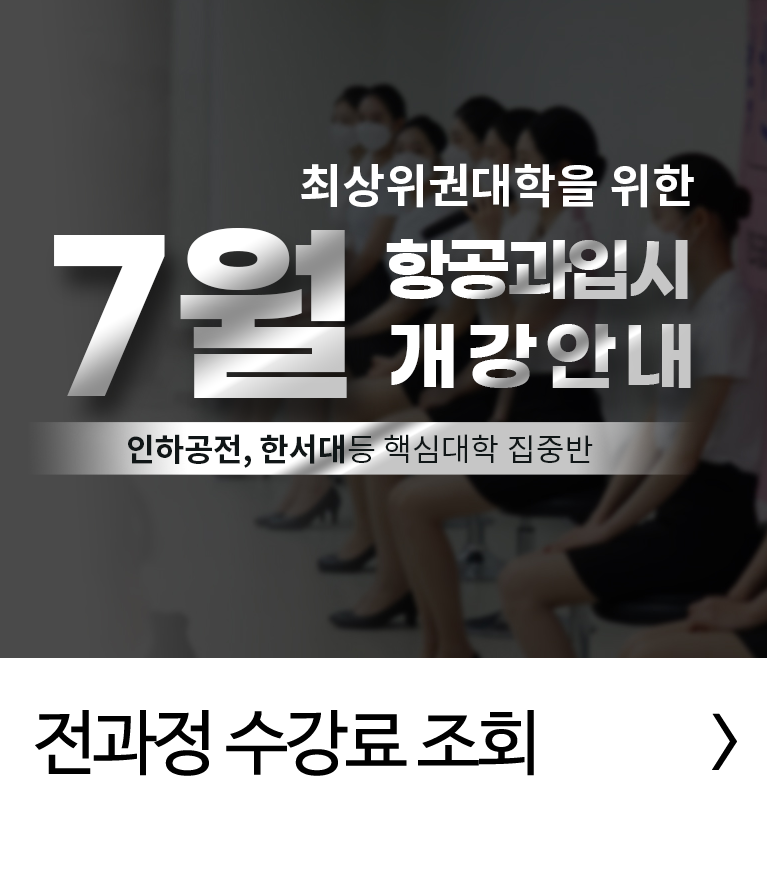 최상위권대학을 위한
7월
항공과입시
개강안내
인하공전, 한서대등 핵심대학 집중반
전과정 수강료 조회